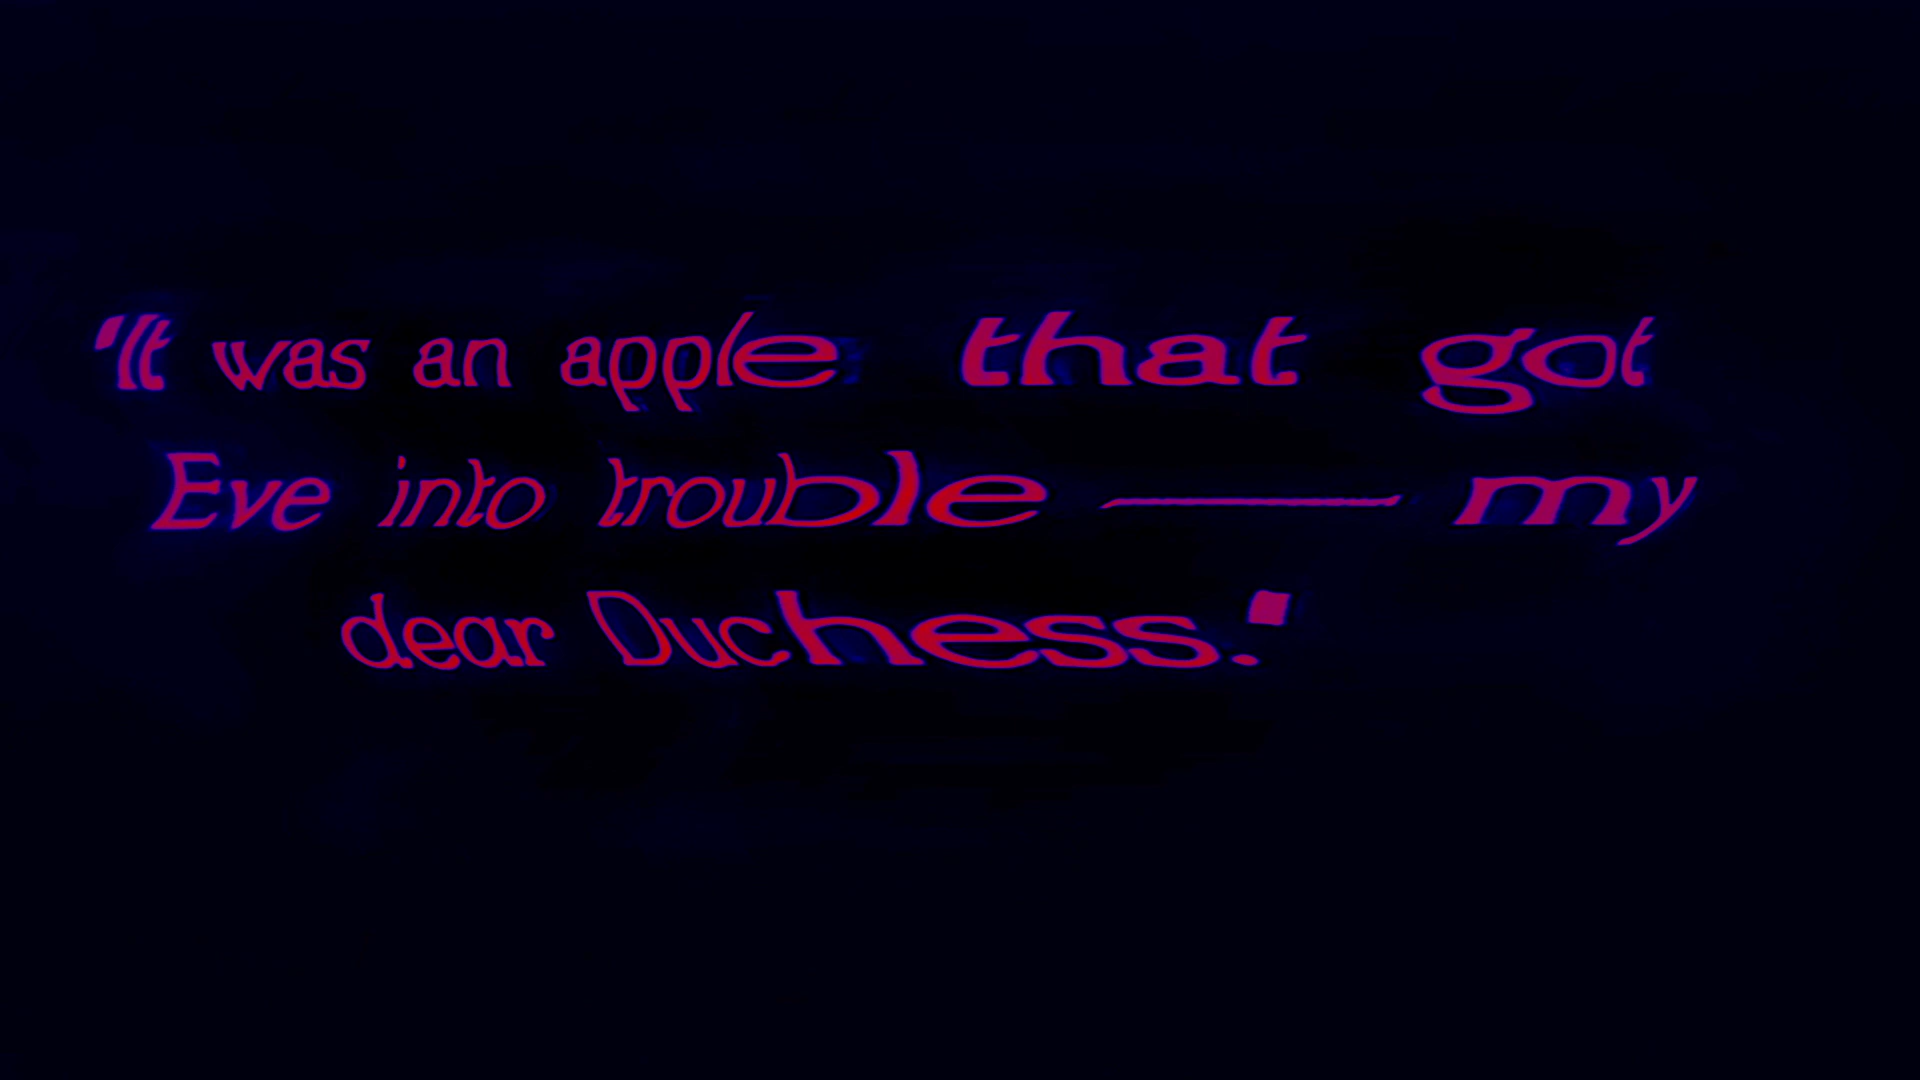 "It was an apple that got
Eve into trouble — my
dear Duchess."